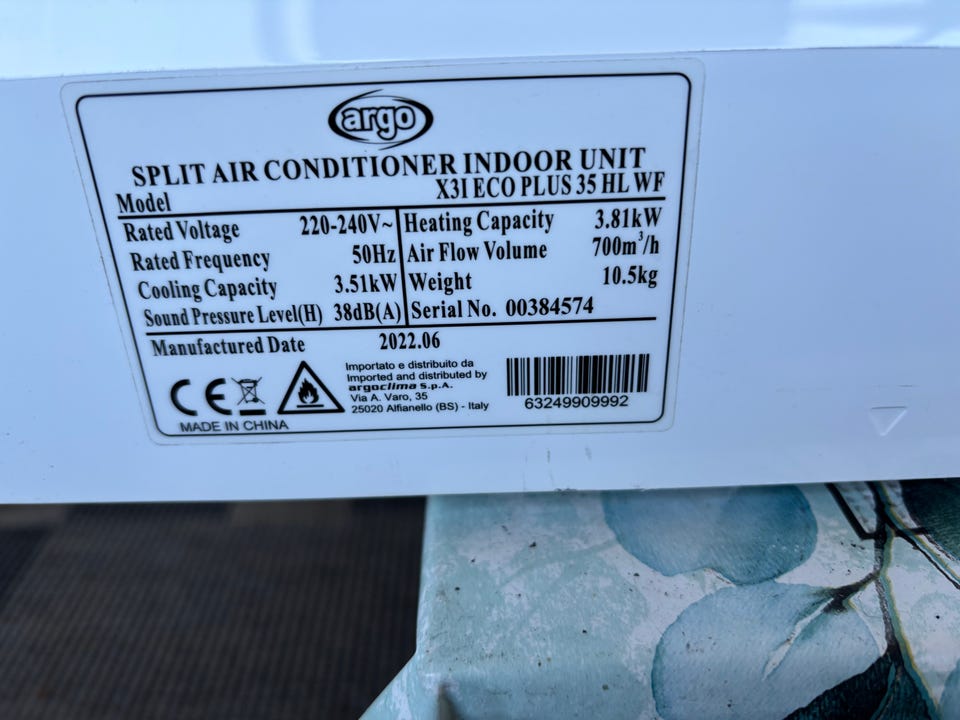 argo
SPLIT AIR CONDITIONER INDOOR UNIT
Model X3I ECO PLUS 35 HL WF
Rated Voltage 220-240V~ Heating Capacity 3.81kW
Rated Frequency 50Hz Air Flow Volume 700m³/h
Cooling Capacity 3.51kW Weight 10.5kg
Sound Pressure Level(H) 38dB(A) Serial No. 00384574
Manufactured Date 2022.06
Importato e distribuito da
Imported and distributed by
argoclima S.p.A.
Via A. Varo, 35
25020 Alfianello (BS) - Italy
CE
MADE IN CHINA
63249909992